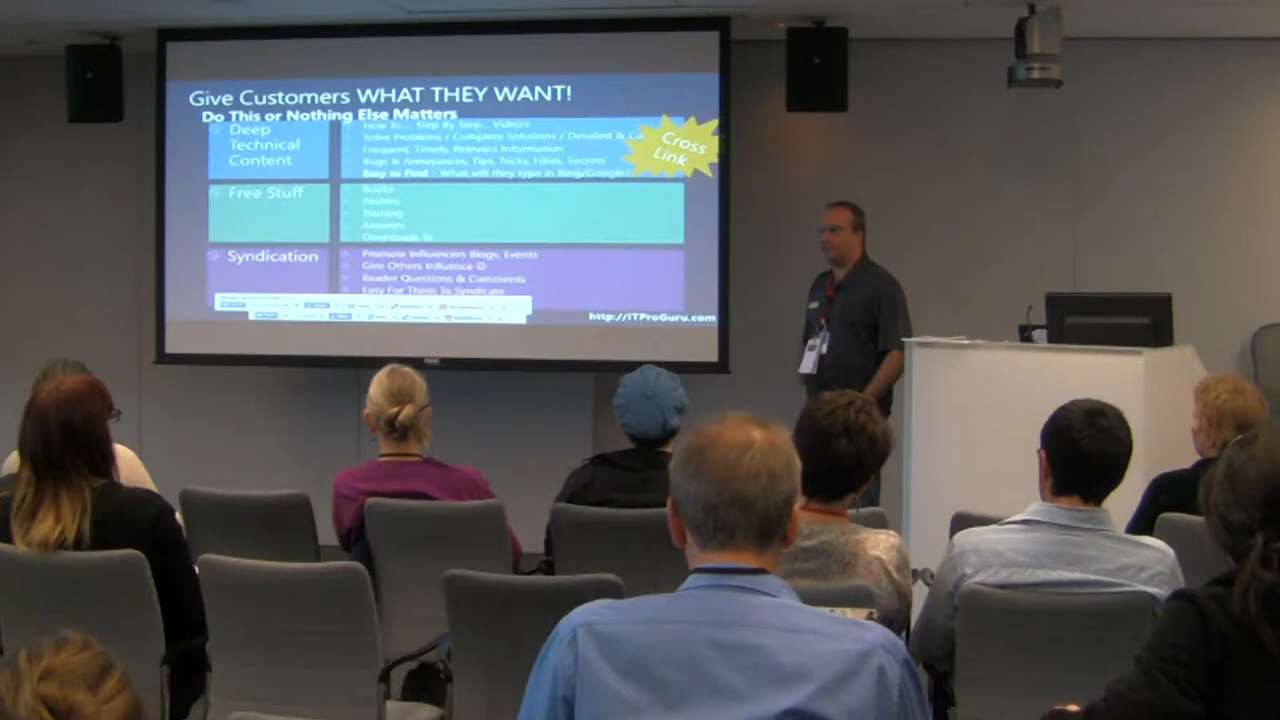 Give Customers WHAT THEY WANT!
Do This or Nothing Else Matters
Deep
Technical
Content
How To... Step By Step... Video's
Solve Problems / Complete Solutions / Detailed & Co
Frequent, Timely, Relevant Information
Bugs & Annoyances, Tips, Tricks, Hints, Secrets
Easy to Find – What will they type in Bing/Google?
Cross
Link
Free Stuff
Books
Posters
Training
Answers
Downloads ☺
Syndication
Promote Influencers Blogs, Events
Give Others Influence ☺
Reader Questions & Comments
Easy For Them To Syndicate
http://ITProGuru.com